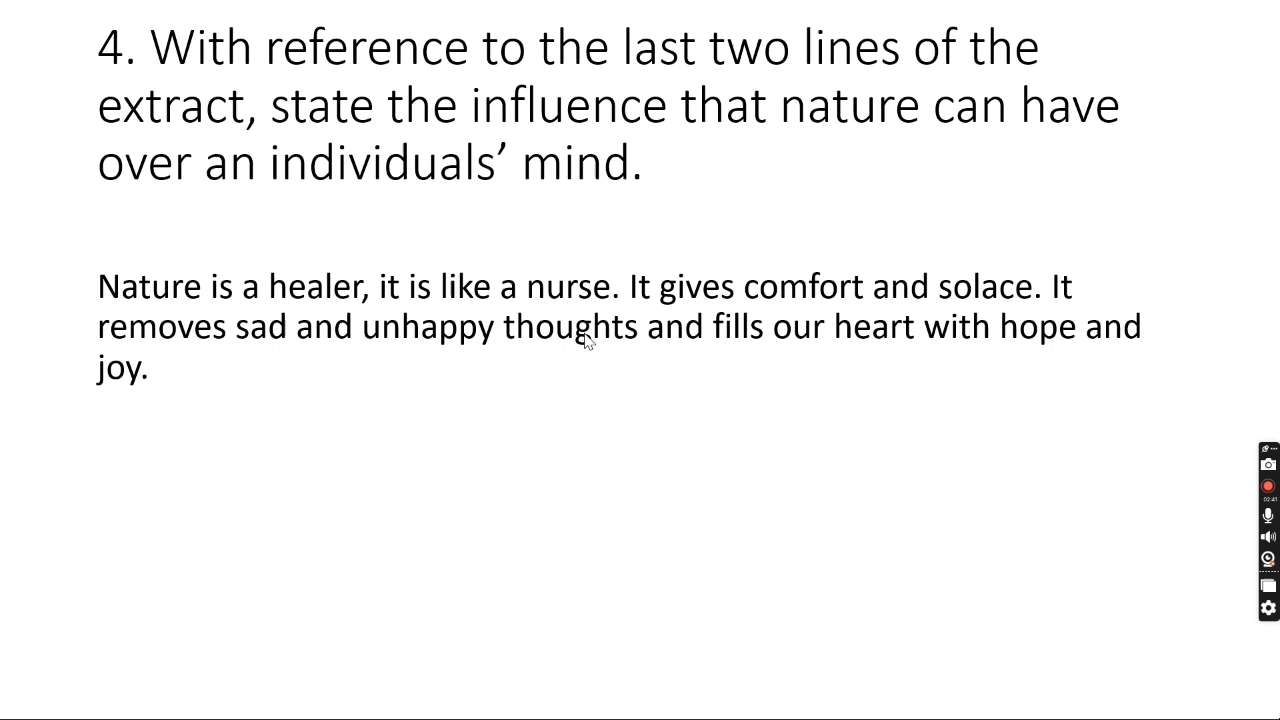 4. With reference to the last two lines of the
extract, state the influence that nature can have
over an individuals’ mind.
Nature is a healer, it is like a nurse. It gives comfort and solace. It
removes sad and unhappy thoughts and fills our heart with hope and
joy.
02:41